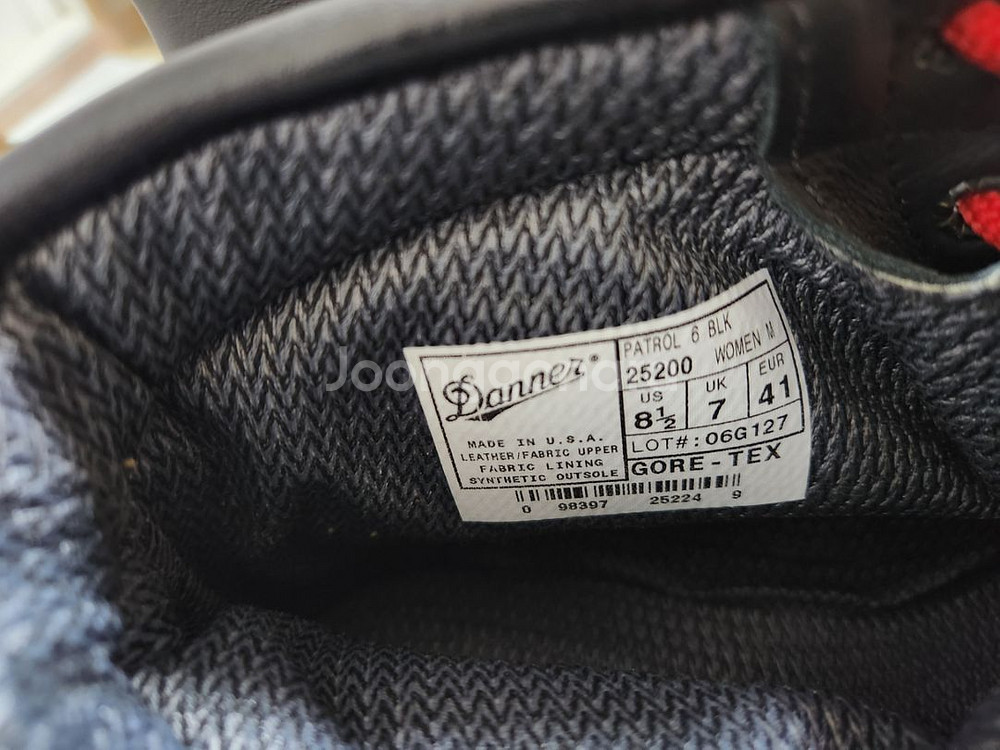 Danner®
MADE IN U.S.A.
LEATHER/FABRIC UPPER
FABRIC LINING
SYNTHETIC OUTSOLE
PATROL 6 BLK
25200 WOMEN M
US UK EUR
8½ 7 41
LOT#: 06G127
GORE-TEX
0 98397 25224 9